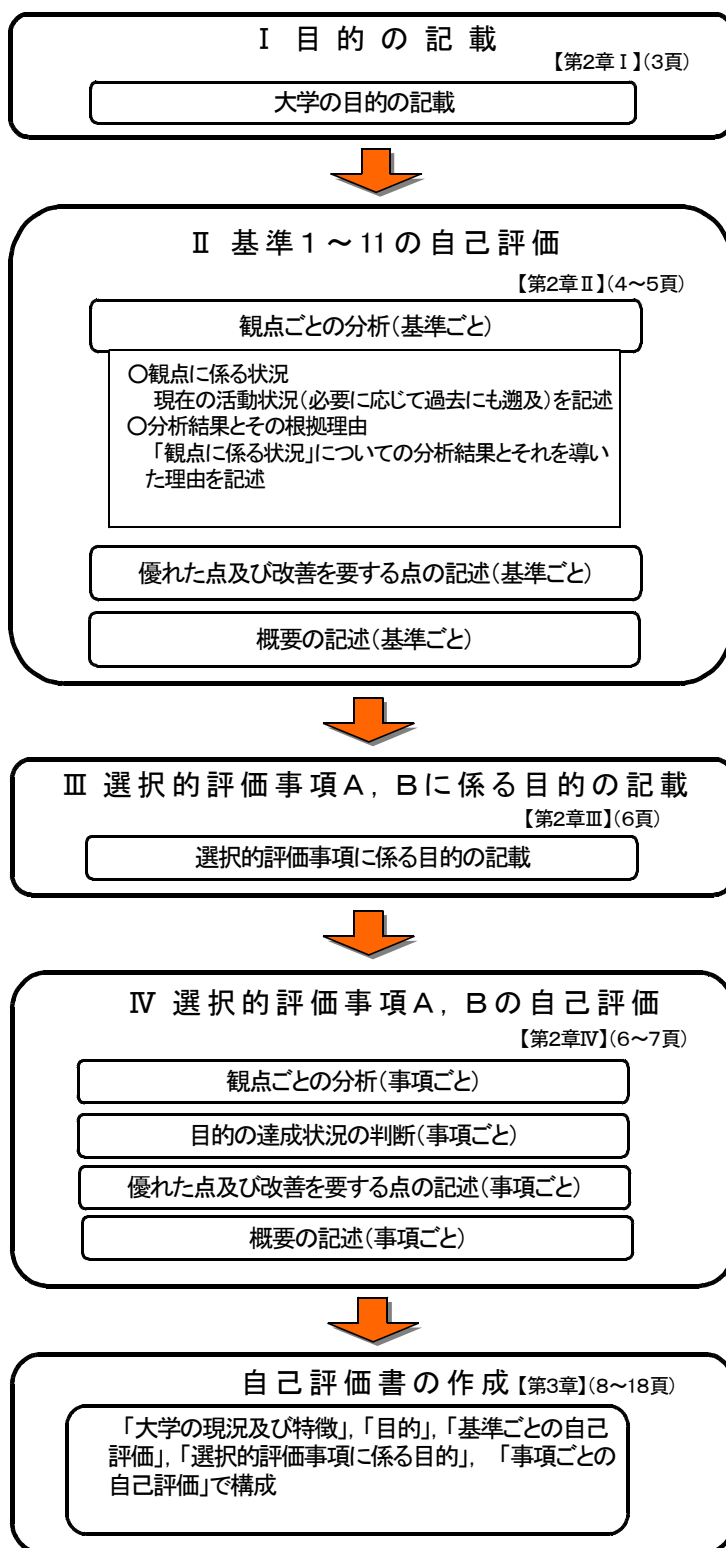 Ⅰ 目的の記載
【第2章Ⅰ】(3頁)
大学の目的の記載
Ⅱ 基準1～11の自己評価
【第2章Ⅱ】(4～5頁)
観点ごとの分析(基準ごと)
○観点に係る状況
現在の活動状況(必要に応じて過去にも遡及)を記述
○分析結果とその根拠理由
「観点に係る状況」についての分析結果とそれを導い
た理由を記述
優れた点及び改善を要する点の記述(基準ごと)
概要の記述(基準ごと)
Ⅲ 選択的評価事項A, Bに係る目的の記載
【第2章Ⅲ】(6頁)
選択的評価事項に係る目的の記載
Ⅳ 選択的評価事項A, Bの自己評価
【第2章Ⅳ】(6～7頁)
観点ごとの分析(事項ごと)
目的の達成状況の判断(事項ごと)
優れた点及び改善を要する点の記述(事項ごと)
概要の記述(事項ごと)
自己評価書の作成【第3章】(8～18頁)
「大学の現況及び特徴」,「目的」,「基準ごとの自己
評価」,「選択的評価事項に係る目的」, 「事項ごとの
自己評価」で構成